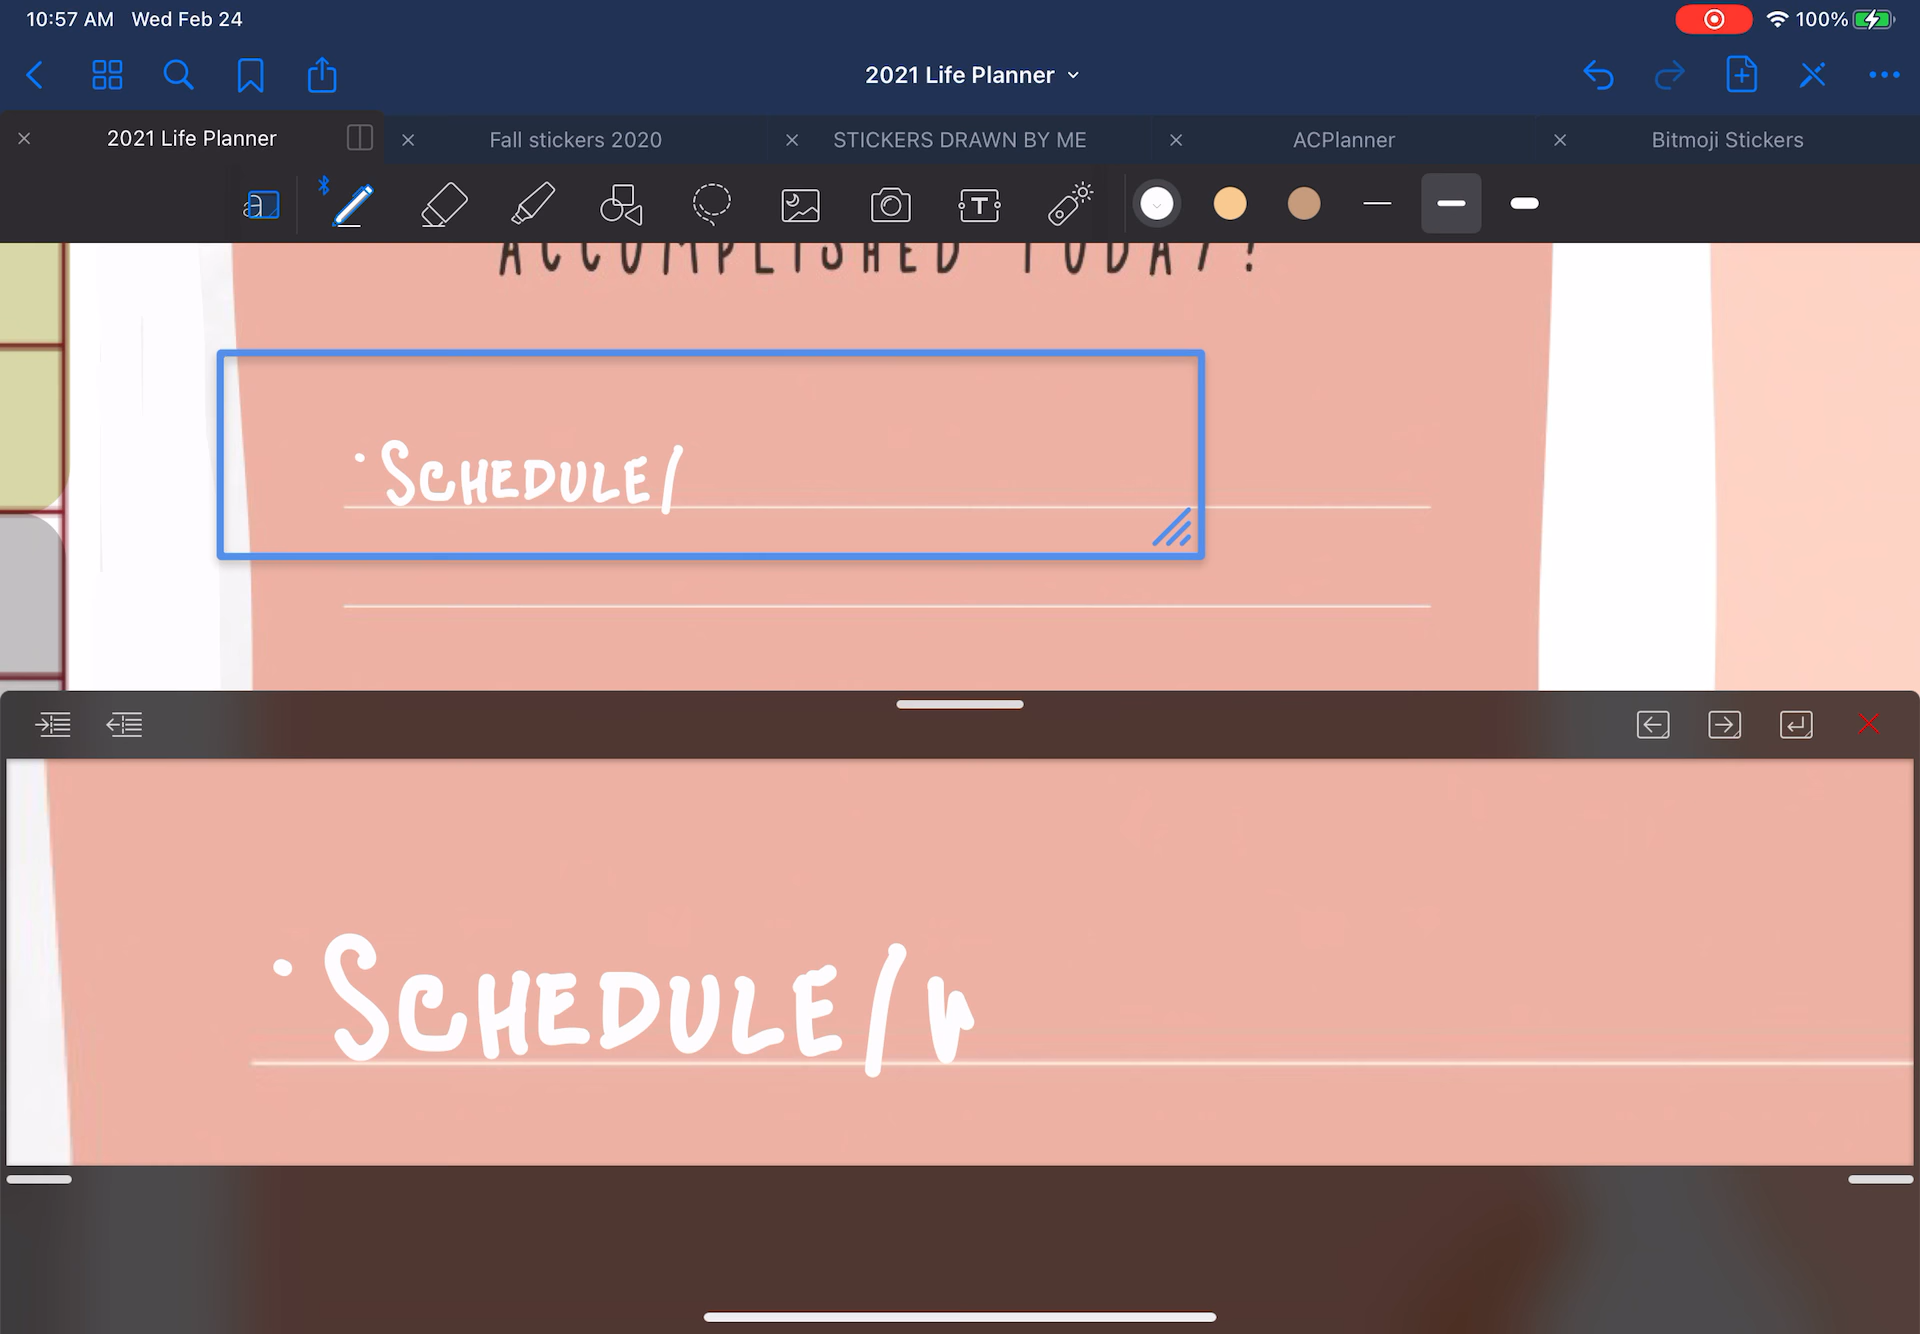 10:57 AM Wed Feb 24
100%
2021 Life Planner
2021 Life Planner
Fall stickers 2020
STICKERS DRAWN BY ME
ACPlanner
Bitmoji Stickers
a
T
ACCOMPLISHED TODAY?
· SCHEDULE/
· SCHEDULE/